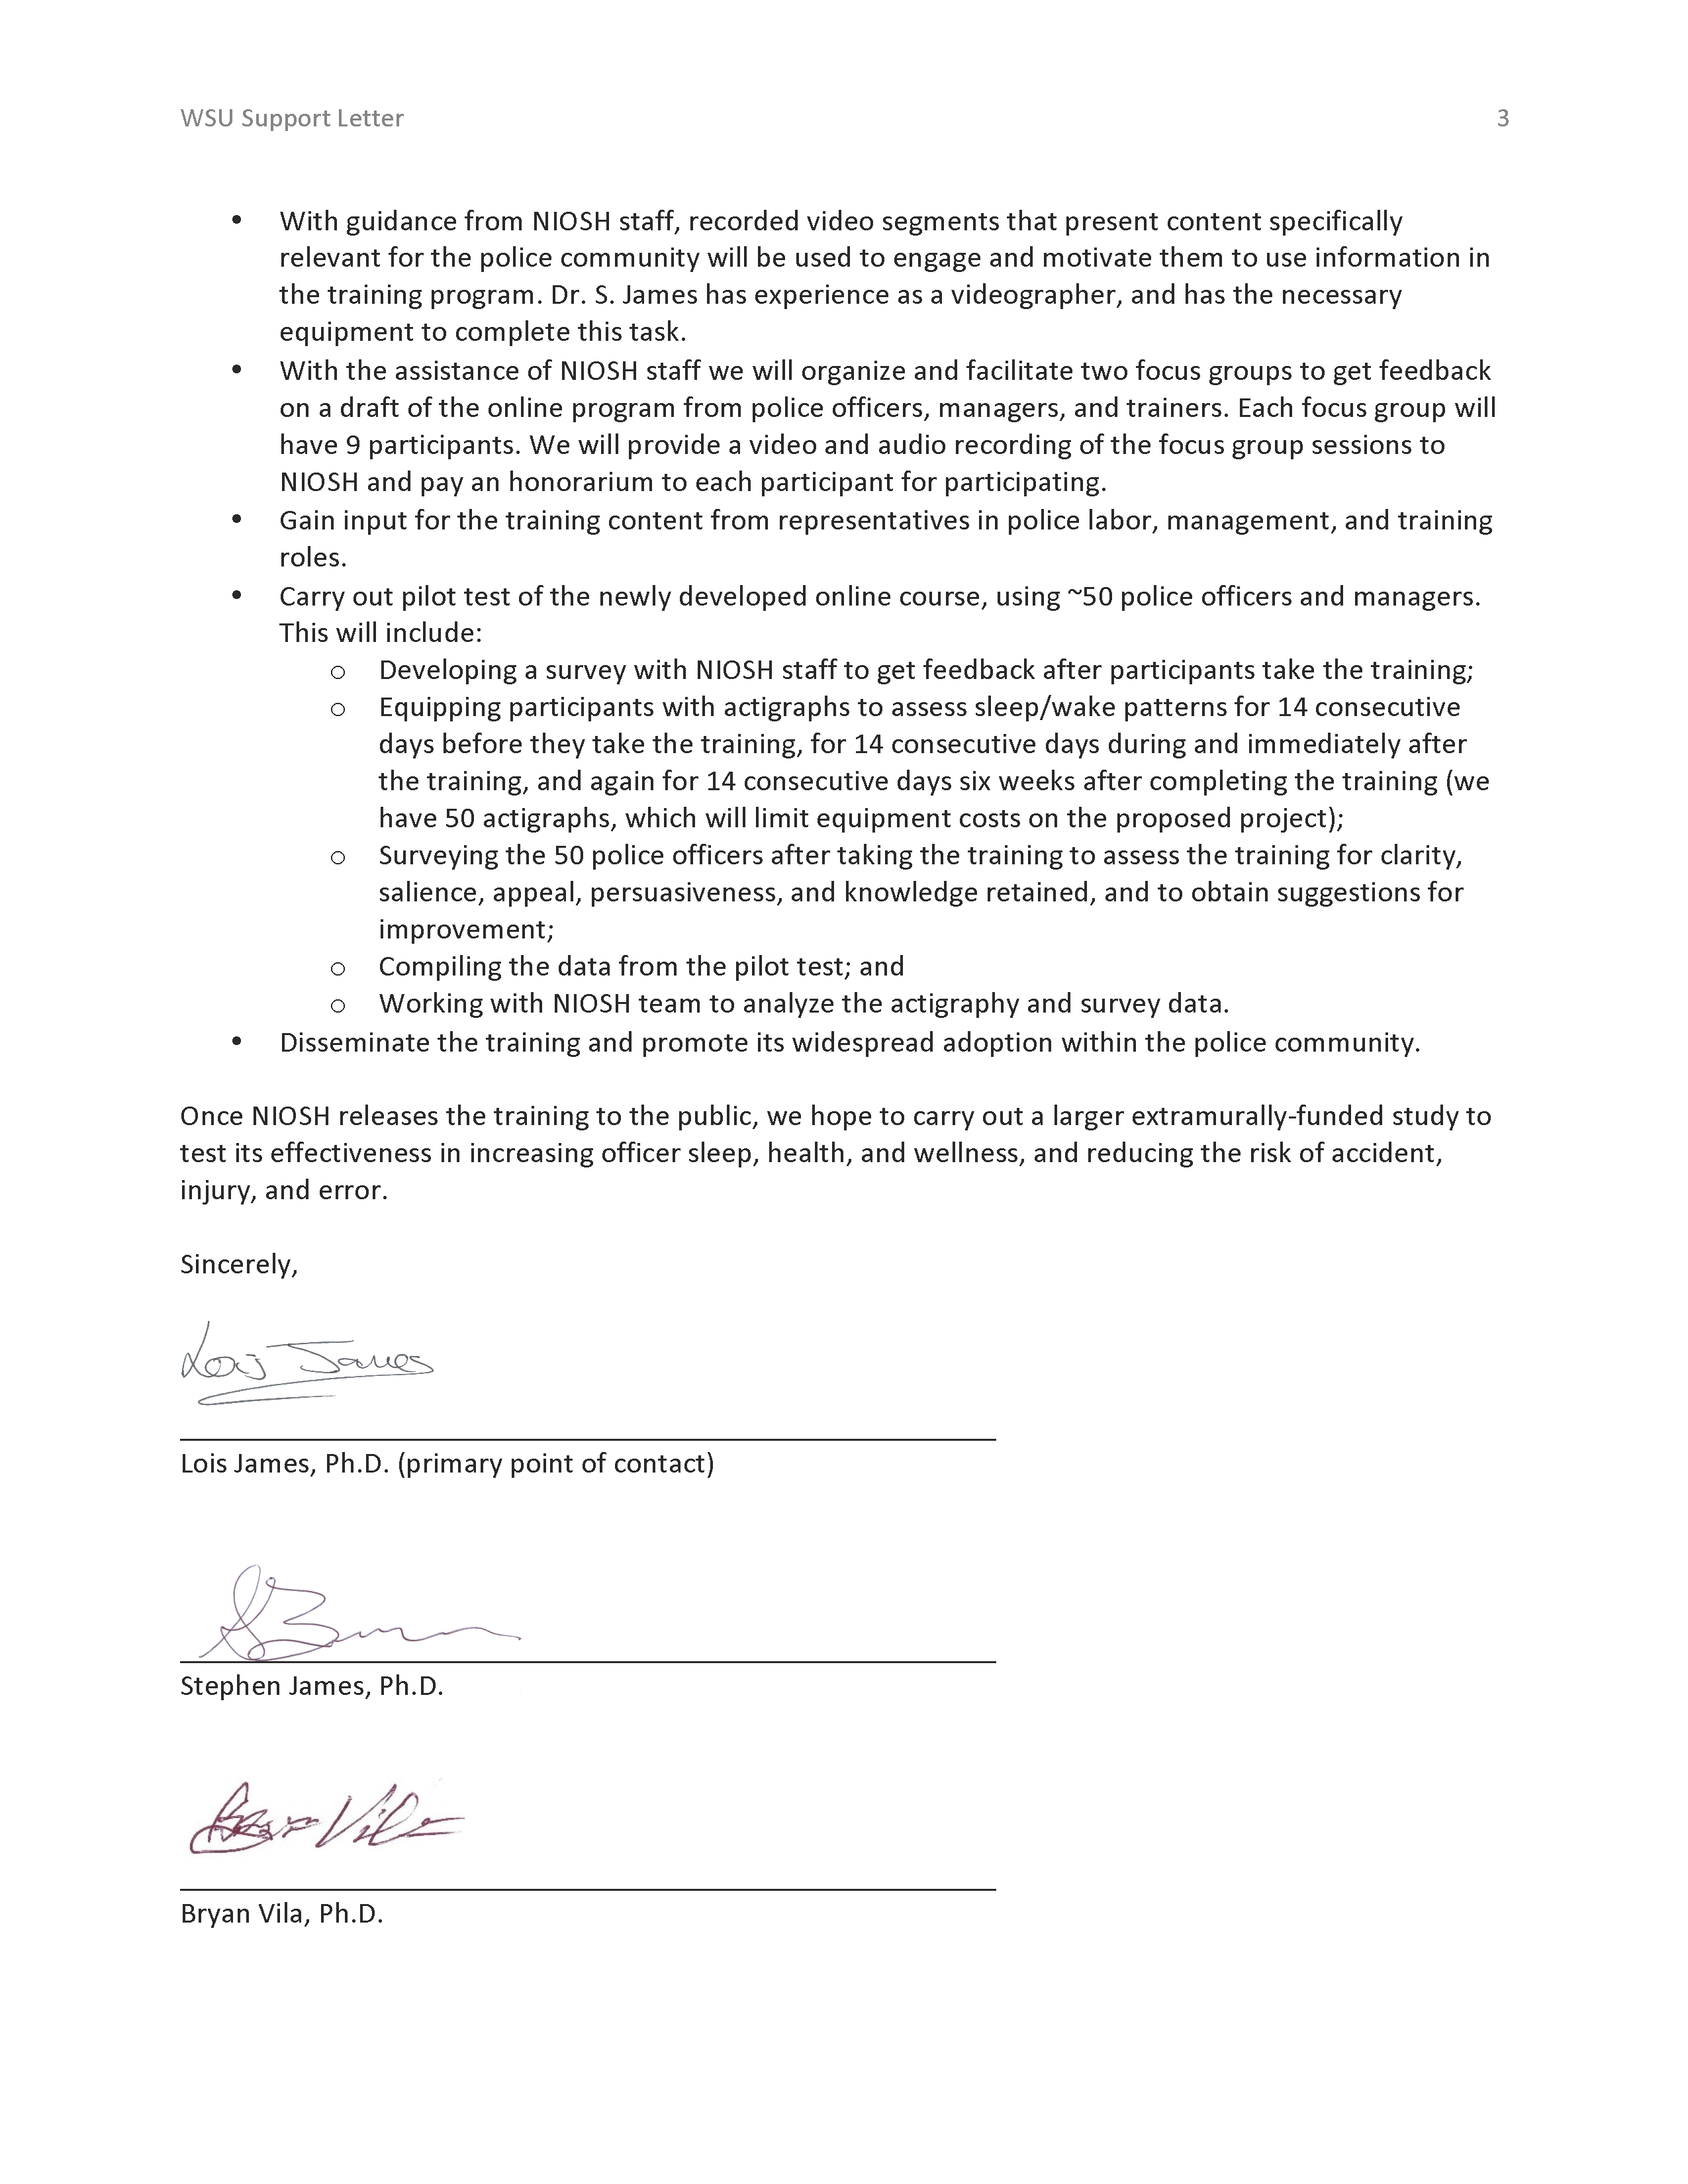 WSU Support Letter 3
• With guidance from NIOSH staff, recorded video segments that present content specifically
relevant for the police community will be used to engage and motivate them to use information in
the training program. Dr. S. James has experience as a videographer, and has the necessary
equipment to complete this task.
• With the assistance of NIOSH staff we will organize and facilitate two focus groups to get feedback
on a draft of the online program from police officers, managers, and trainers. Each focus group will
have 9 participants. We will provide a video and audio recording of the focus group sessions to
NIOSH and pay an honorarium to each participant for participating.
• Gain input for the training content from representatives in police labor, management, and training
roles.
• Carry out pilot test of the newly developed online course, using ~50 police officers and managers.
This will include:
o Developing a survey with NIOSH staff to get feedback after participants take the training;
o Equipping participants with actigraphs to assess sleep/wake patterns for 14 consecutive
days before they take the training, for 14 consecutive days during and immediately after
the training, and again for 14 consecutive days six weeks after completing the training (we
have 50 actigraphs, which will limit equipment costs on the proposed project);
o Surveying the 50 police officers after taking the training to assess the training for clarity,
salience, appeal, persuasiveness, and knowledge retained, and to obtain suggestions for
improvement;
o Compiling the data from the pilot test; and
o Working with NIOSH team to analyze the actigraphy and survey data.
• Disseminate the training and promote its widespread adoption within the police community.
Once NIOSH releases the training to the public, we hope to carry out a larger extramurally-funded study to
test its effectiveness in increasing officer sleep, health, and wellness, and reducing the risk of accident,
injury, and error.
Sincerely,
Lois James
Lois James, Ph.D. (primary point of contact)
Stephen James, Ph.D.
Bryan Vila
Bryan Vila, Ph.D.